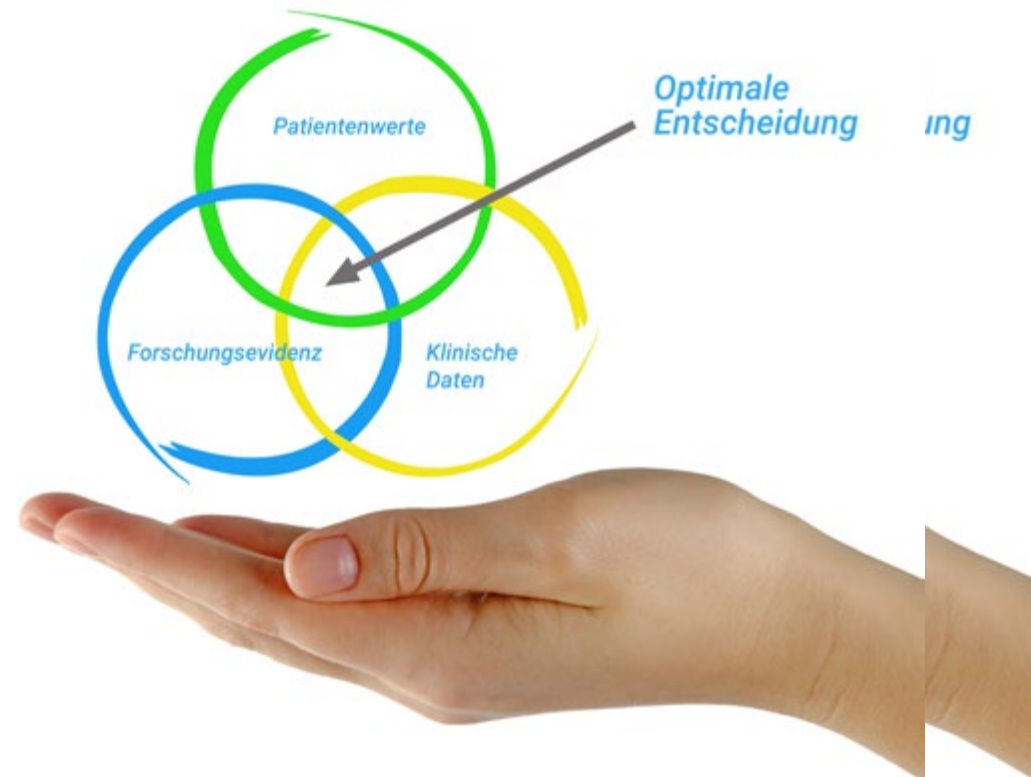 Optimale
Entscheidung
ung
Patientenwerte
Forschungsevidenz
Klinische
Daten